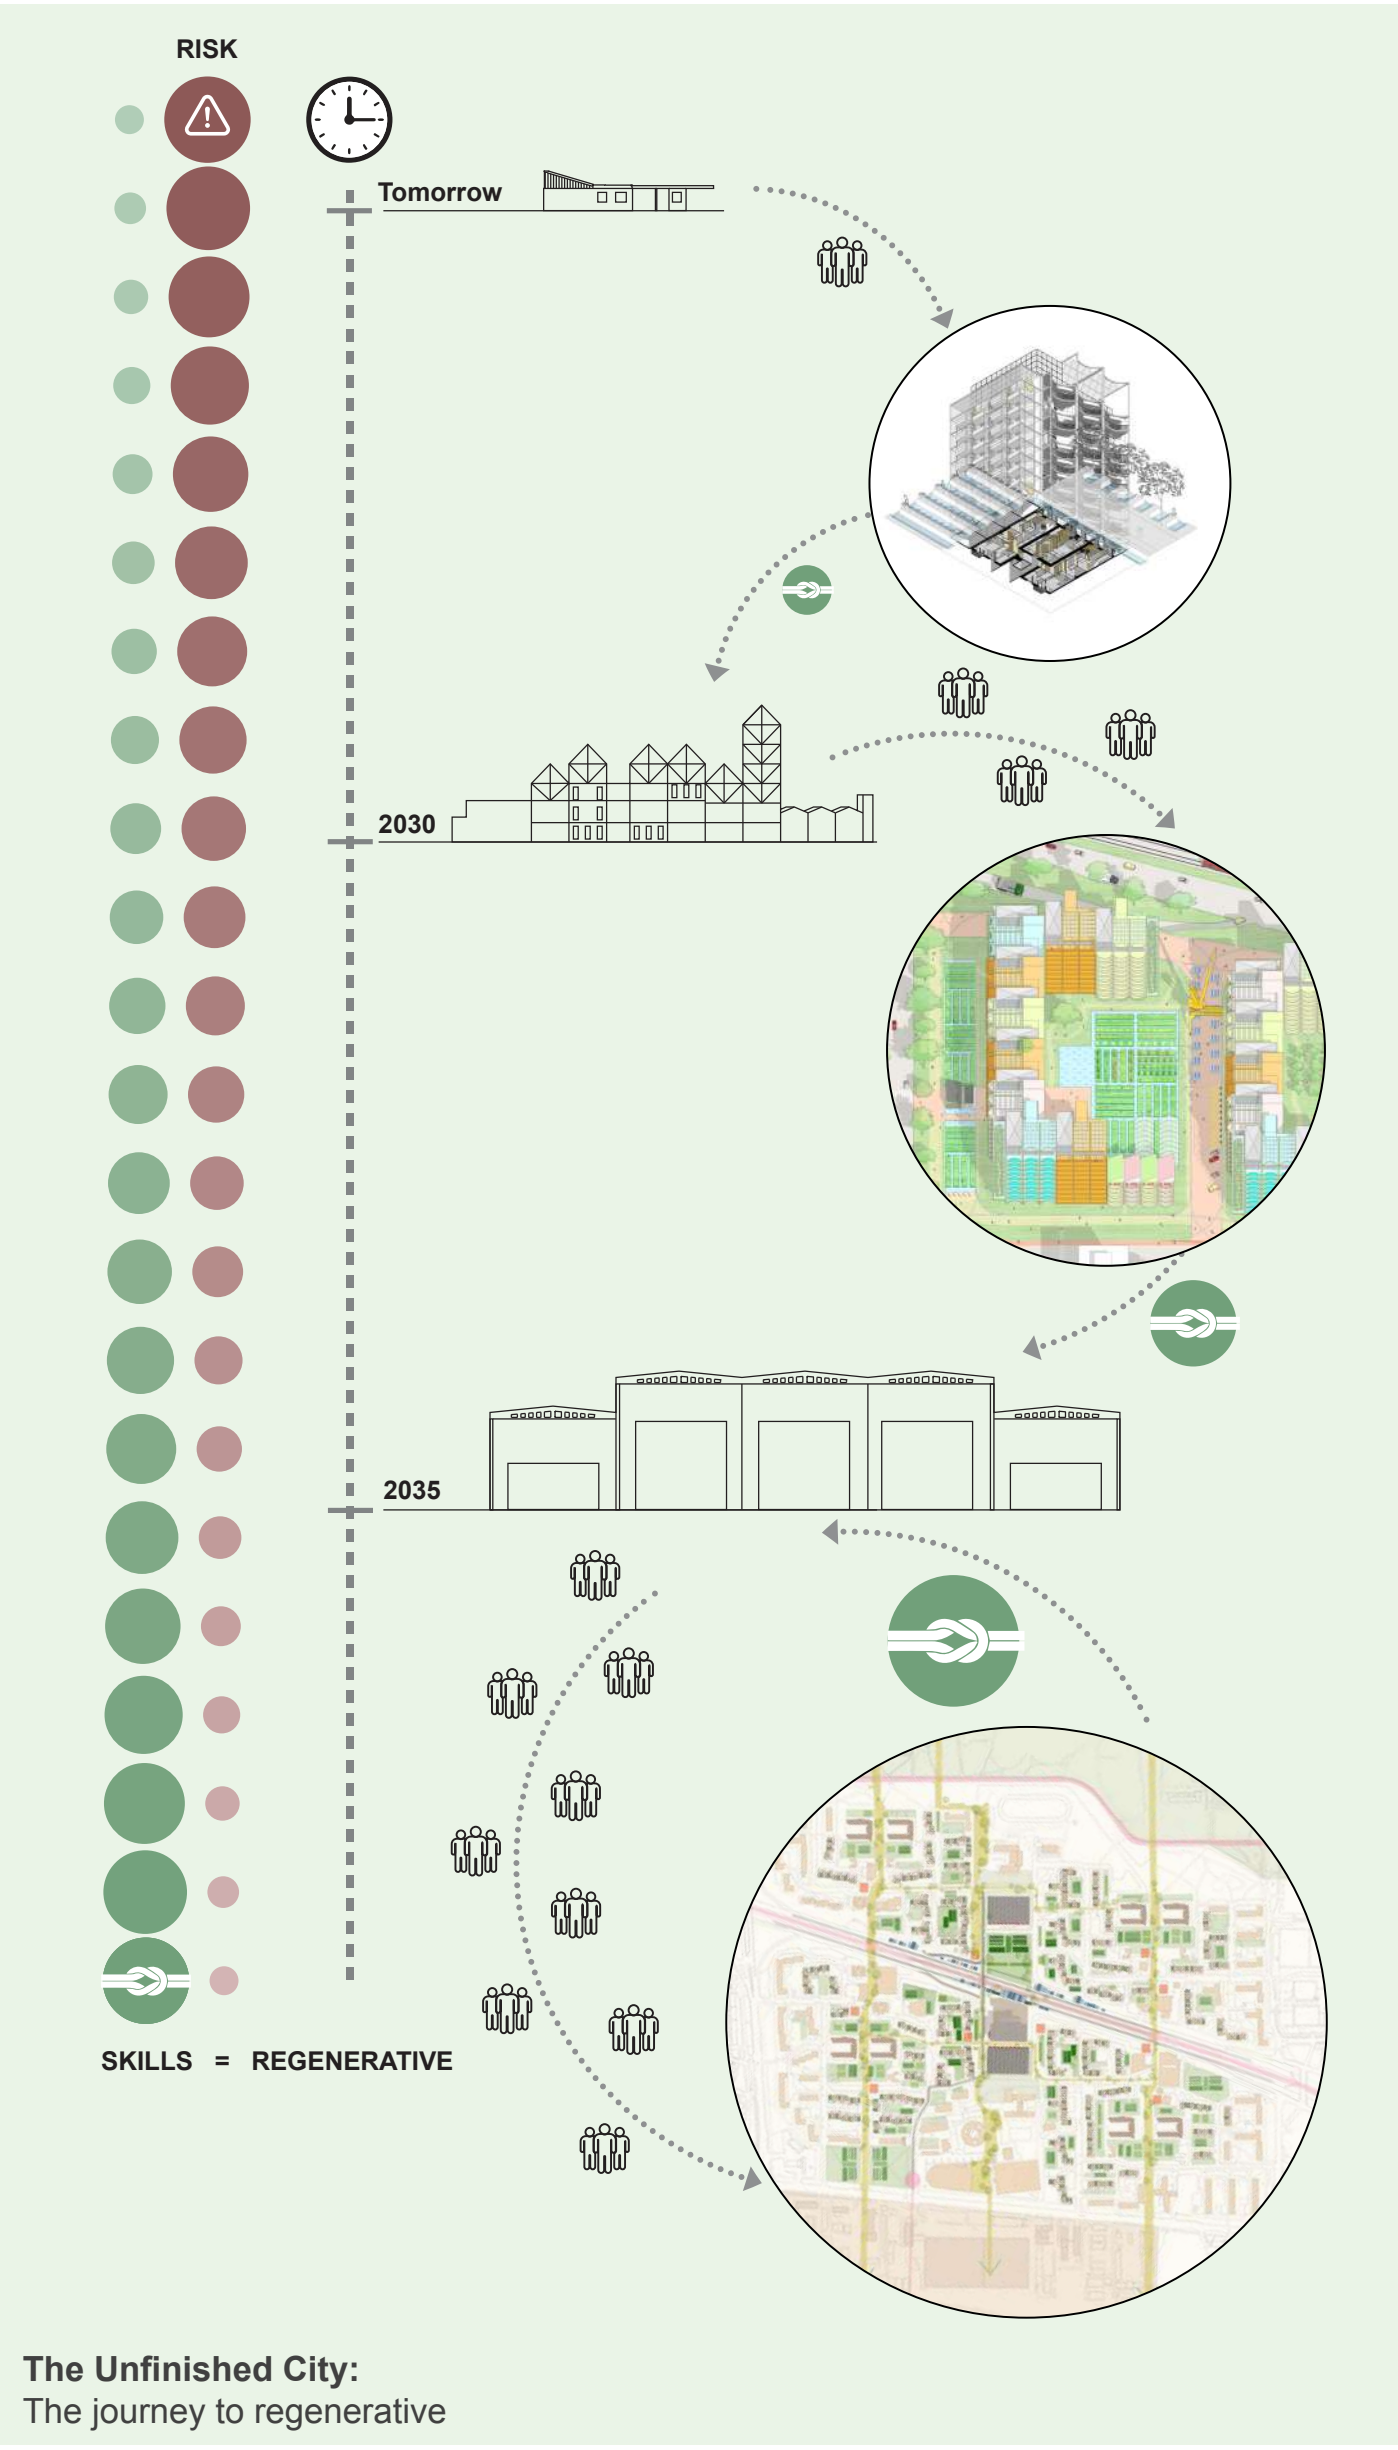 RISK
Tomorrow
2030
2035
SKILLS = REGENERATIVE
The Unfinished City:
The journey to regenerative